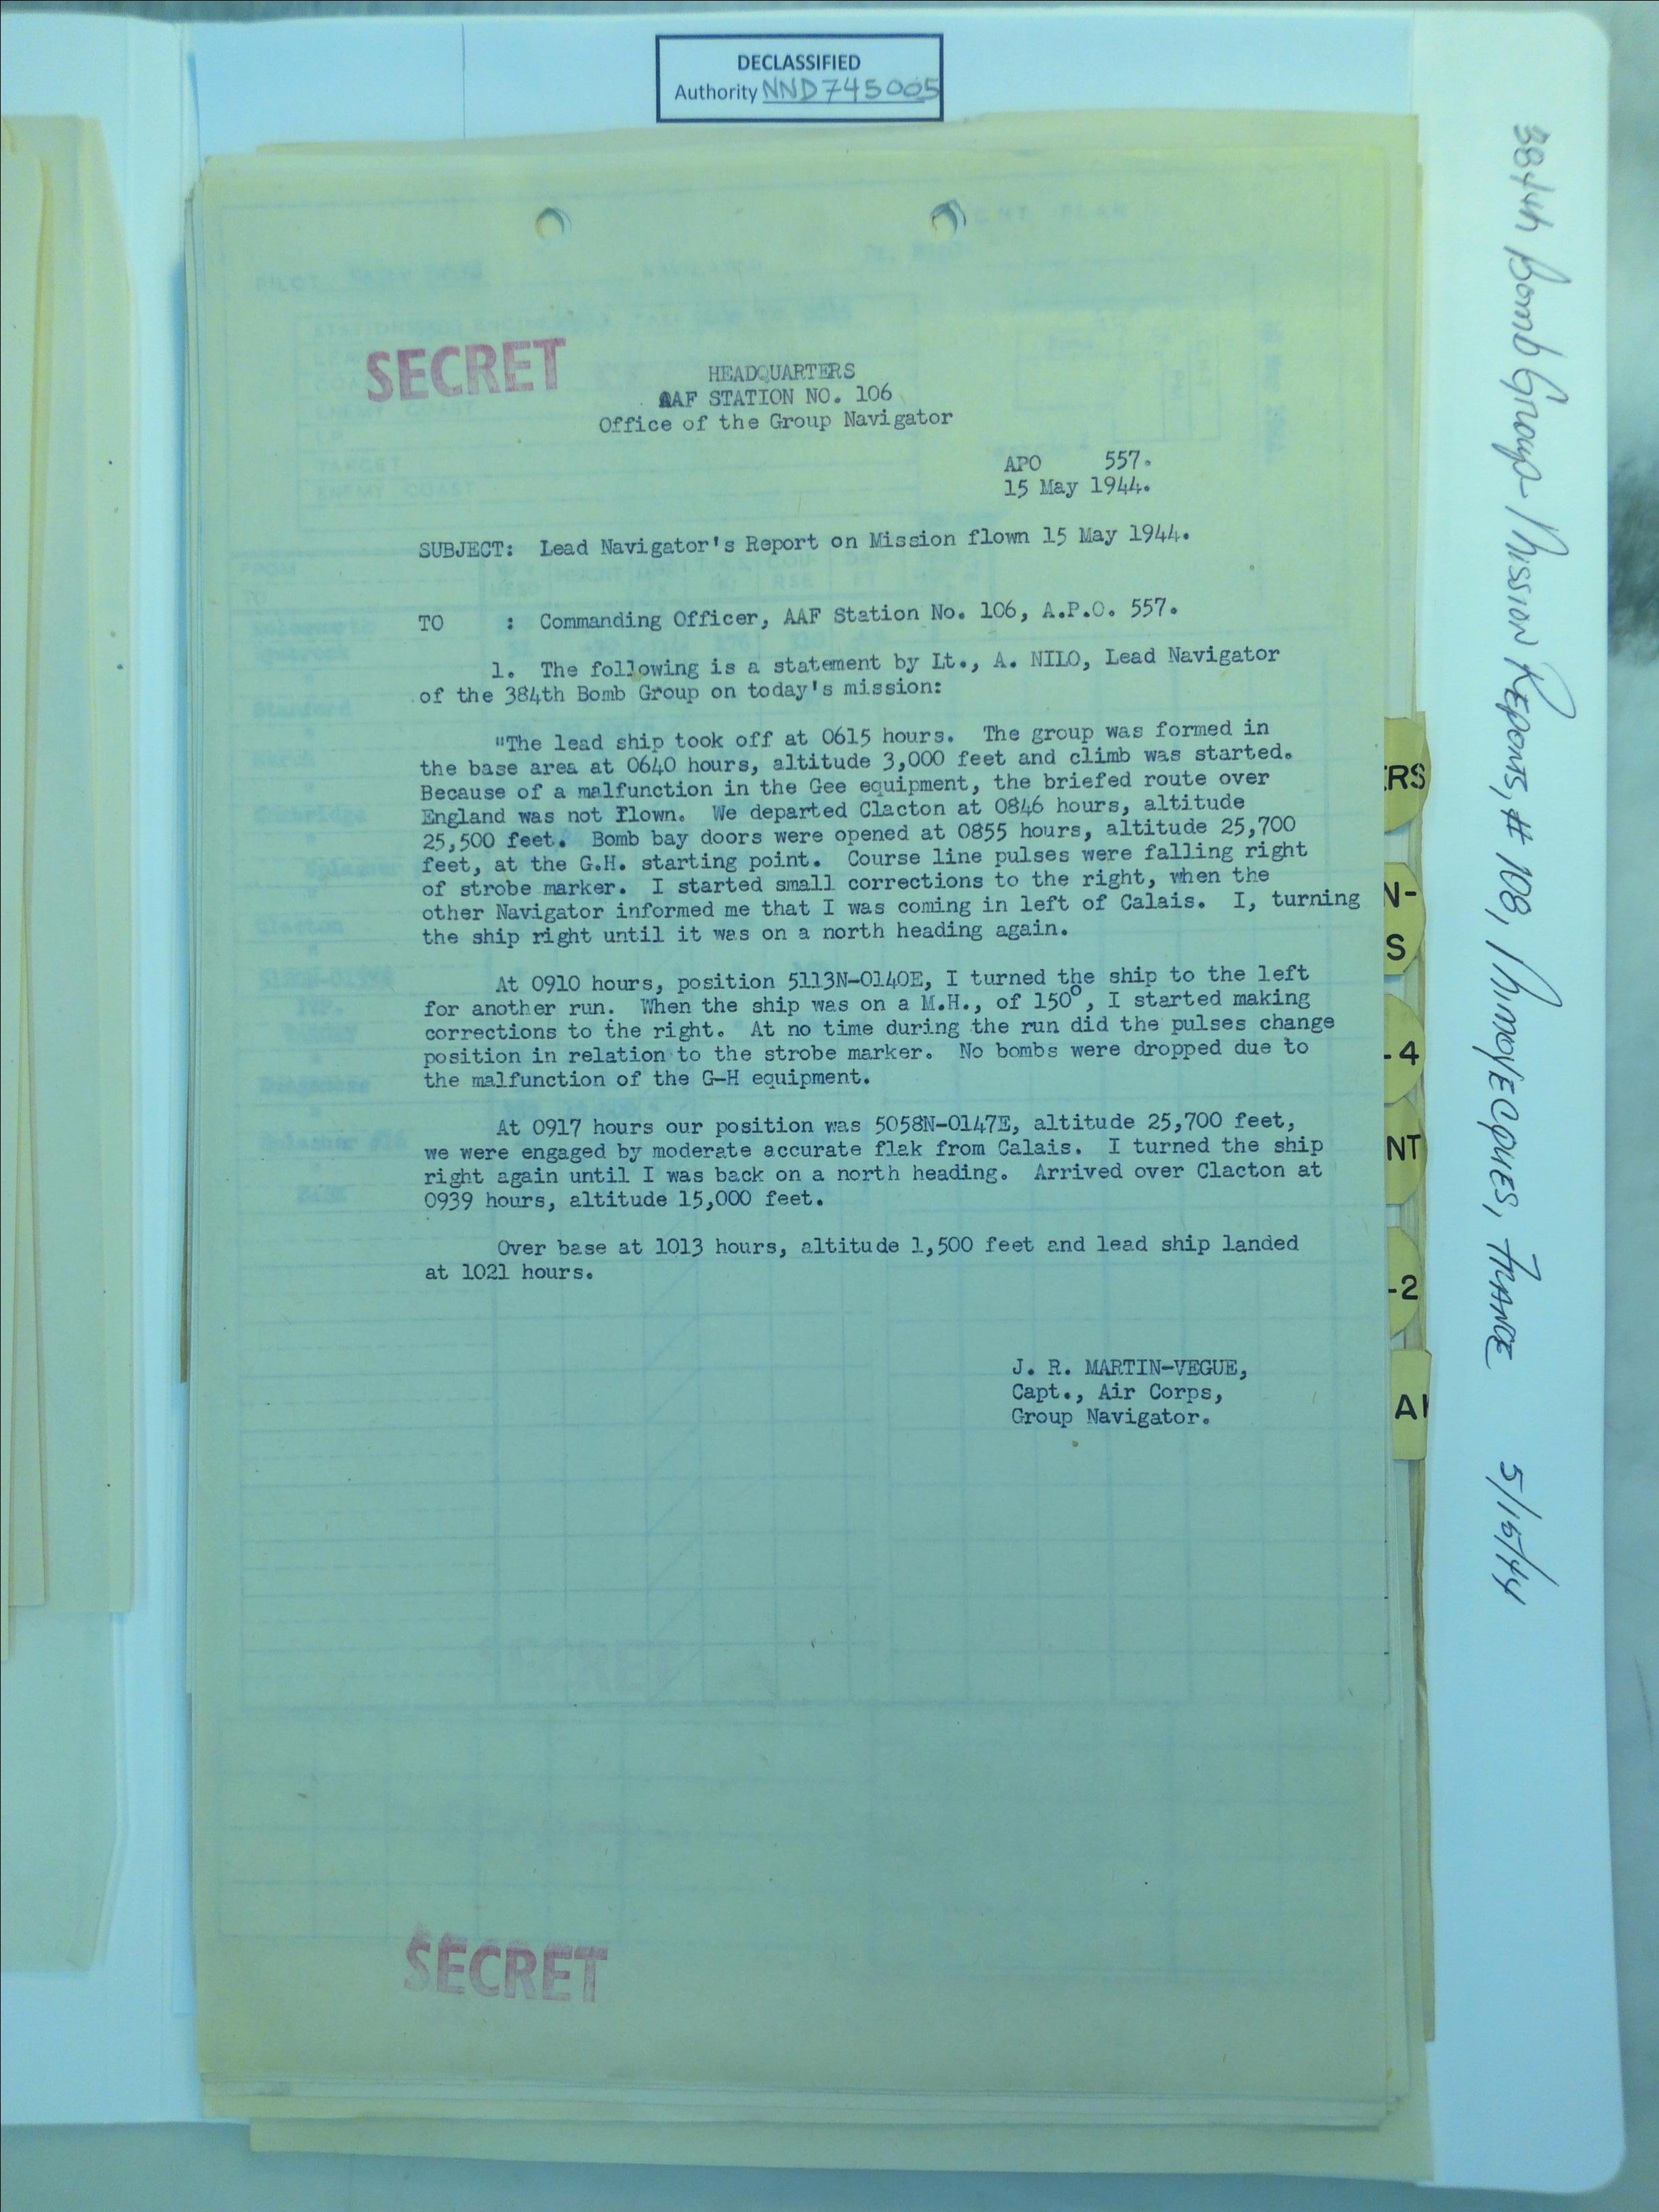 DECLASSIFIED
Authority NND745005
SECRET
HEADQUARTERS
AAF STATION NO. 106
Office of the Group Navigator
APO 557.
15 May 1944.
SUBJECT: Lead Navigator's Report on Mission flown 15 May 1944.
TO : Commanding Officer, AAF Station No. 106, A.P.O. 557.
1. The following is a statement by Lt., A. NILO, Lead Navigator
of the 384th Bomb Group on today's mission:
"The lead ship took off at 0615 hours. The group was formed in
the base area at 0640 hours, altitude 3,000 feet and climb was started.
Because of a malfunction in the Gee equipment, the briefed route over
England was not flown. We departed Clacton at 0846 hours, altitude
25,500 feet. Bomb bay doors were opened at 0855 hours, altitude 25,700
feet, at the G.H. starting point. Course line pulses were falling right
of strobe marker. I started small corrections to the right, when the
other Navigator informed me that I was coming in left of Calais. I, turning
the ship right until it was on a north heading again.
At 0910 hours, position 5113N-0140E, I turned the ship to the left
for another run. When the ship was on a M.H., of 150°, I started making
corrections to the right. At no time during the run did the pulses change
position in relation to the strobe marker. No bombs were dropped due to
the malfunction of the G-H equipment.
At 0917 hours our position was 5058N-0147E, altitude 25,700 feet,
we were engaged by moderate accurate flak from Calais. I turned the ship
right again until I was back on a north heading. Arrived over Clacton at
0939 hours, altitude 15,000 feet.
Over base at 1013 hours, altitude 1,500 feet and lead ship landed
at 1021 hours.
J. R. MARTIN-VEGUE,
Capt., Air Corps,
Group Navigator.
SECRET
RS
N-
S
-4
NT
-2
384th Bomb Group Mission Reports, # 108, Mimoyecques, France 5/15/44